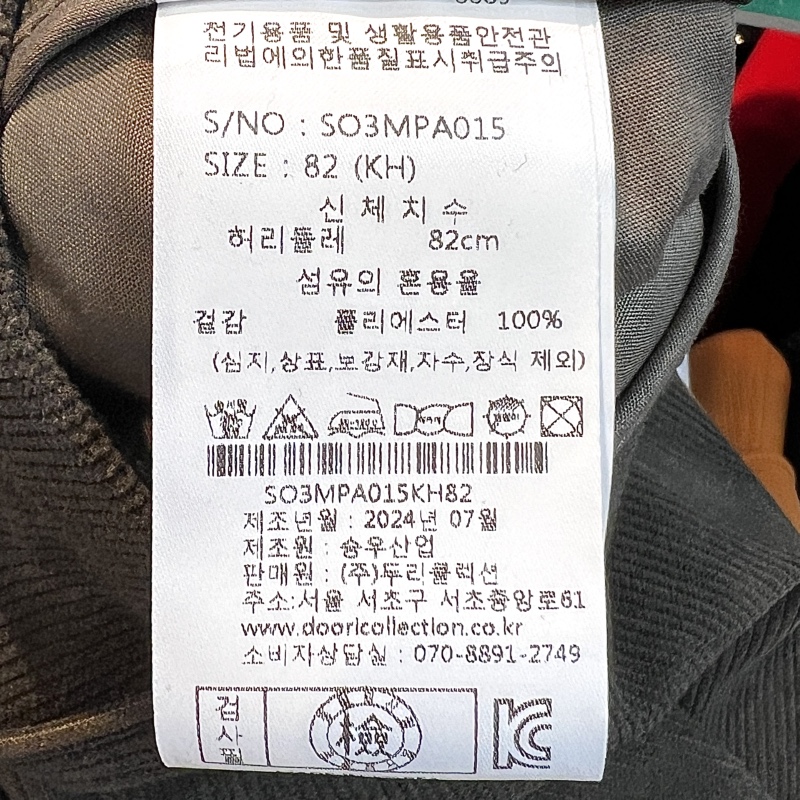 전기용품 및 생활용품안전관
리법에의한품질표시취급주의
S/NO : SO3MPA015
SIZE : 82 (KH)
신체치수
허리둘레 82cm
섬유의 혼용율
겉감 폴리에스터 100%
(심지,상표,보강재,자수,장식 제외)
SO3MPA015KH82
제조년월 : 2024년 07월
제조원 : 승우산업
판매원 : (주)두리콜렉션
주소:서울 서초구 서초중앙로61
www.dooricollection.co.kr
소비자상담실 : 070-8891-2749
검사필
檢
KC